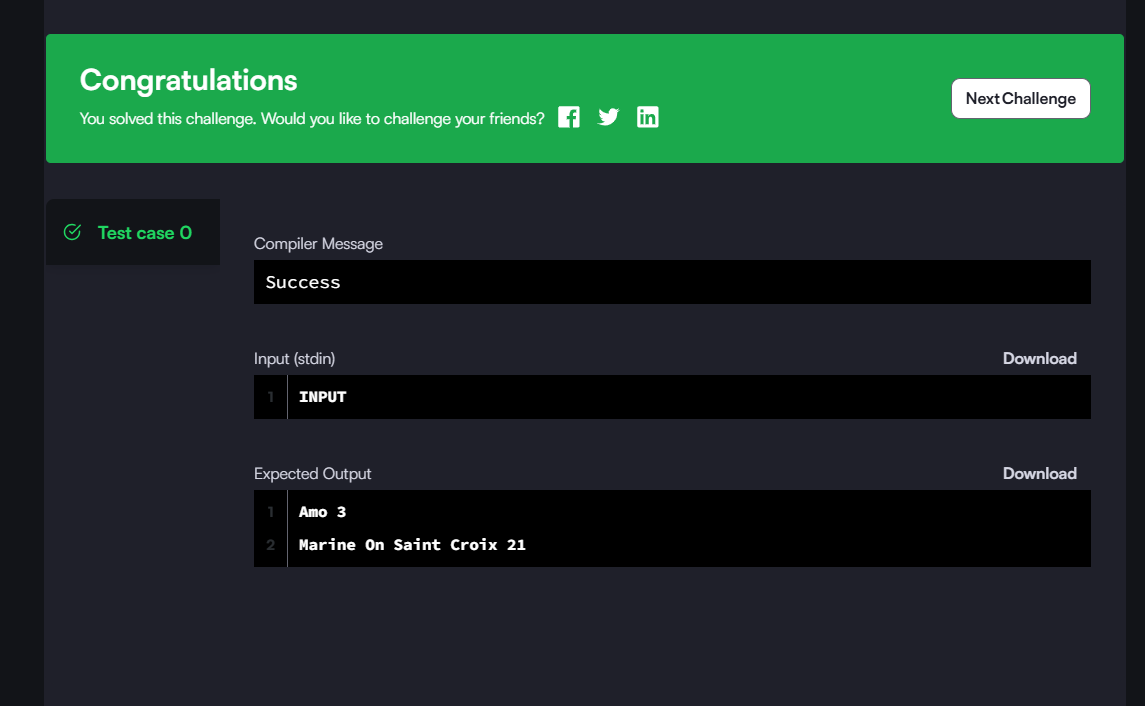 Congratulations
You solved this challenge. Would you like to challenge your friends?
Next Challenge
Test case 0
Compiler Message
Success
Input (stdin)
Download
1 INPUT
Expected Output
Download
1 Amo 3
2 Marine On Saint Croix 21